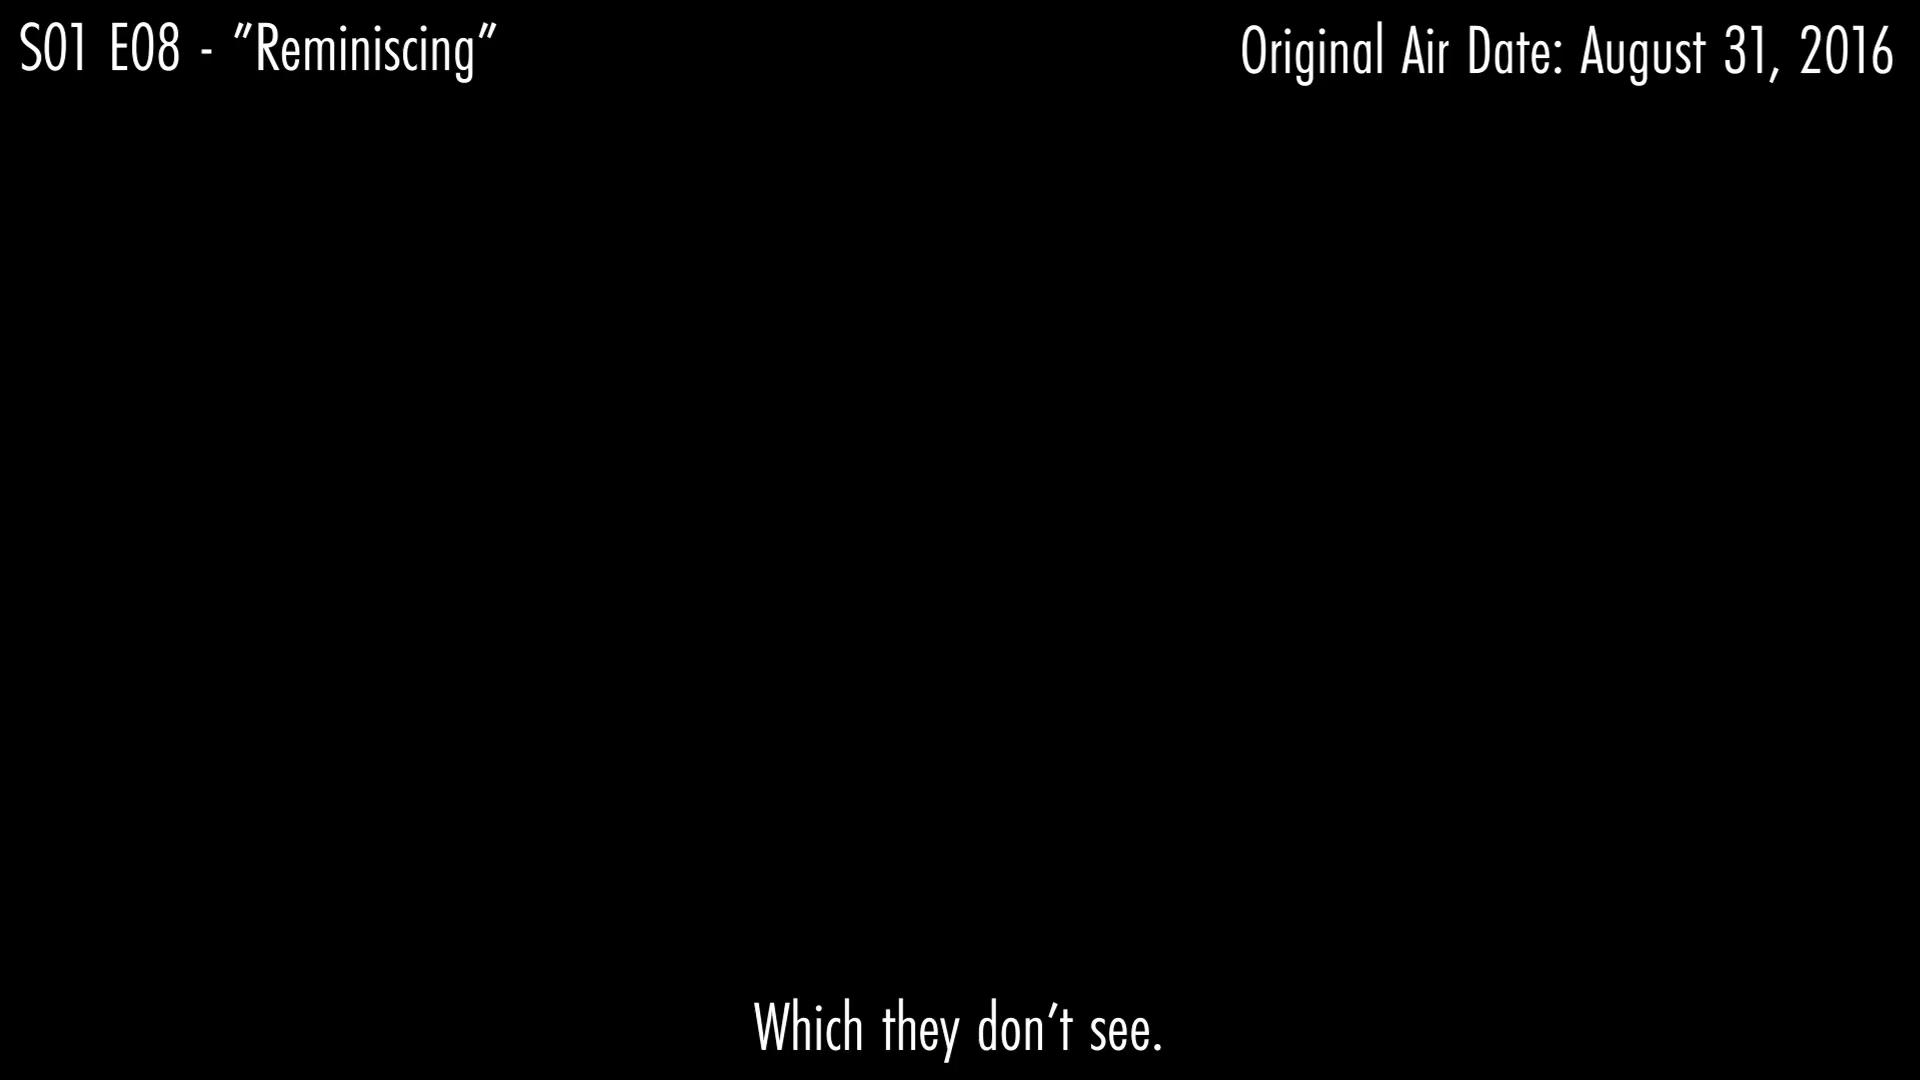 S01 E08 - "Reminiscing"
Original Air Date: August 31, 2016
Which they don't see.